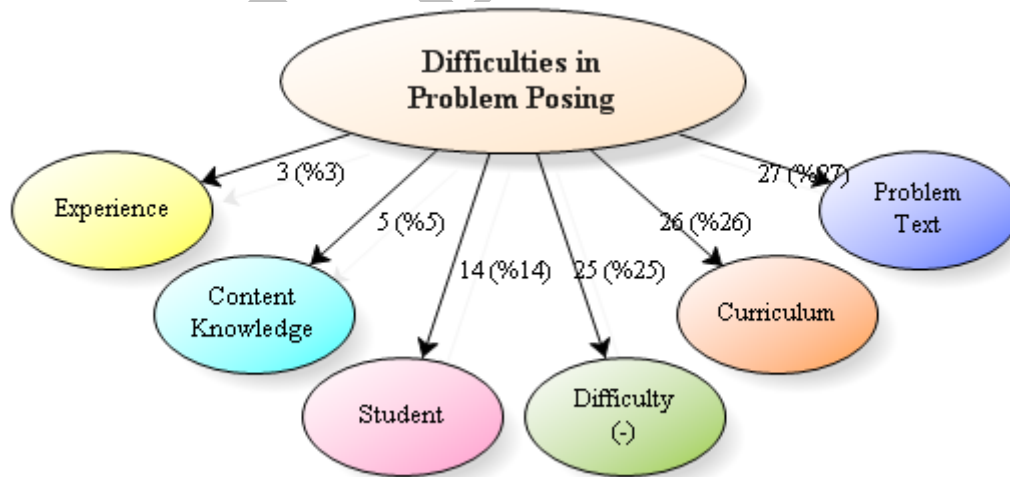 Difficulties in
Problem Posing
3 (%3)
5 (%5)
14 (%14)
25 (%25)
26 (%26)
27 (%27)
Experience
Content
Knowledge
Student
Difficulty
(-)
Curriculum
Problem
Text